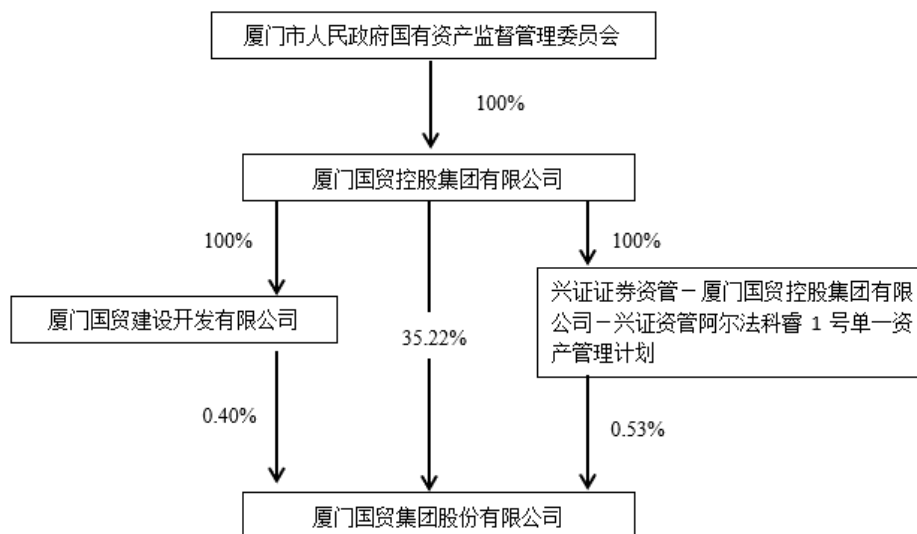 厦门市人民政府国有资产监督管理委员会
100%
厦门国贸控股集团有限公司
100%
100%
厦门国贸建设开发有限公司
35.22%
兴证证券资管－厦门国贸控股集团有限
公司－兴证资管阿尔法科睿 1 号单一资
产管理计划
0.40%
0.53%
厦门国贸集团股份有限公司